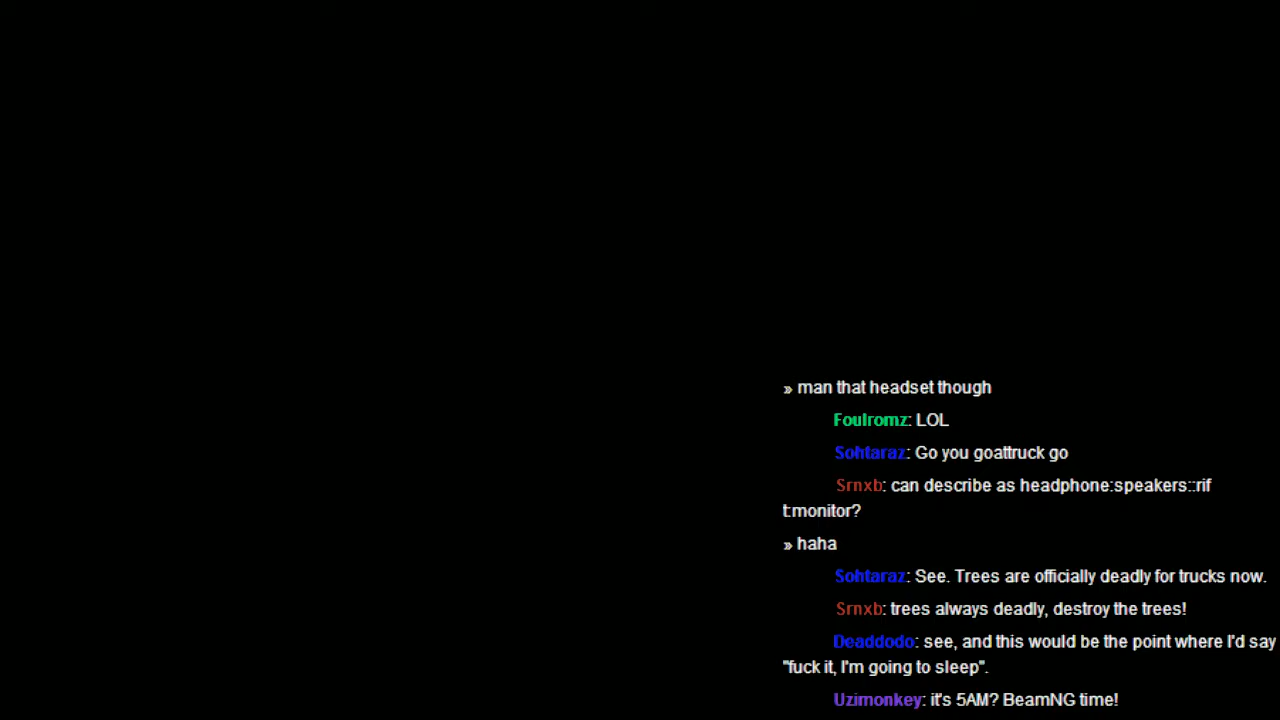 » man that headset though
Foulromz: LOL
Sohtaraz: Go you goattruck go
Srnxb: can describe as headphone:speakers::rif
t:monitor?
» haha
Sohtaraz: See. Trees are officially deadly for trucks now.
Srnxb: trees always deadly, destroy the trees!
Deaddodo: see, and this would be the point where I'd say
"fuck it, I'm going to sleep".
Uzimonkey: it's 5AM? BeamNG time!